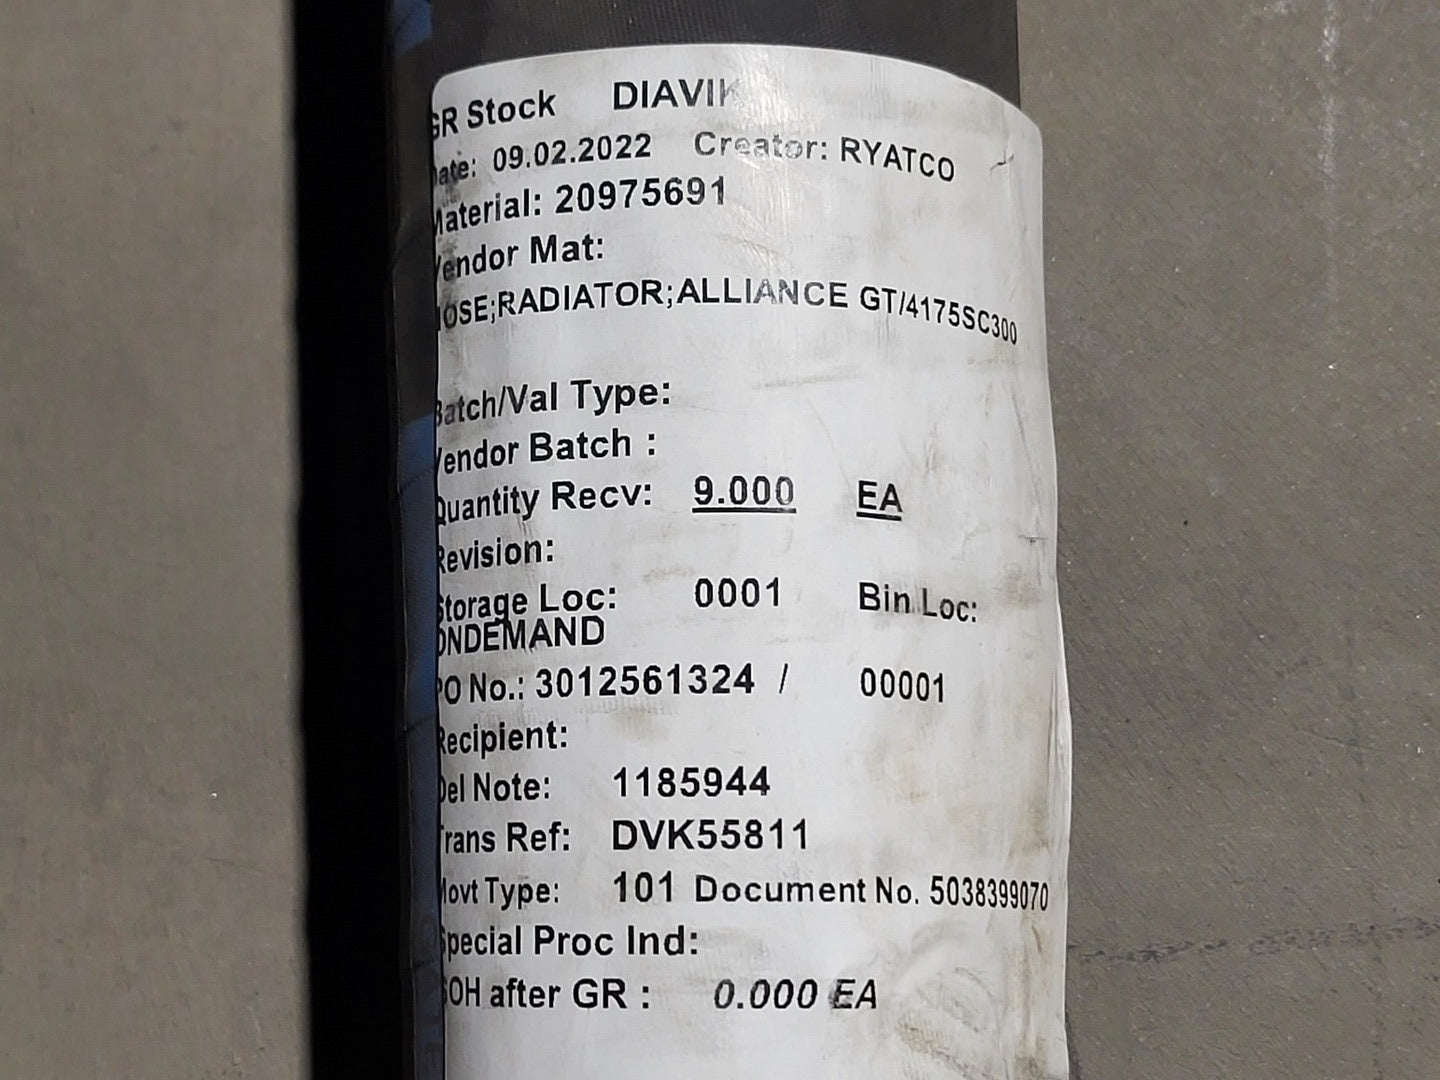 GR Stock DIAVIK
Date: 09.02.2022 Creator: RYATCO
Material: 20975691
Vendor Mat:
HOSE;RADIATOR;ALLIANCE GT/4175SC300
Batch/Val Type:
Vendor Batch :
Quantity Recv: 9.000 EA
Revision:
Storage Loc: 0001 Bin Loc:
ONDEMAND
PO No.: 3012561324 / 00001
Recipient:
Del Note: 1185944
Trans Ref: DVK55811
Movt Type: 101 Document No. 5038399070
Special Proc Ind:
SOH after GR : 0.000 EA